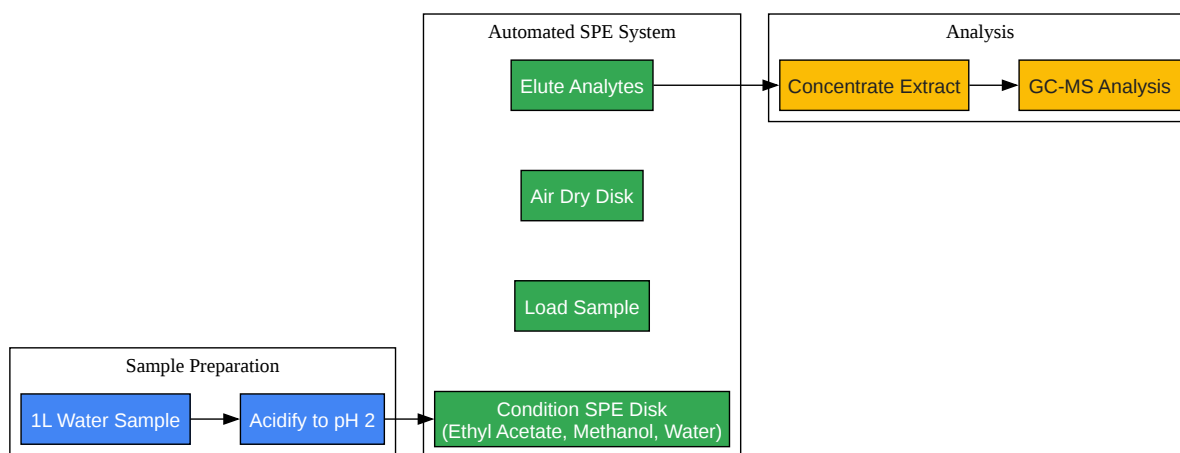 Automated SPE System
Elute Analytes
Air Dry Disk
Load Sample
Condition SPE Disk
(Ethyl Acetate, Methanol, Water)
Analysis
Concentrate Extract
GC-MS Analysis
Sample Preparation
1L Water Sample
Acidify to pH 2